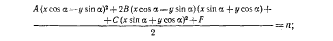 A (x cos α — y sin α)² + 2B (x cos α — y sin α) (x sin α + y cos α) +
+ C (x sin α + y cos α)² + F
2
= n;